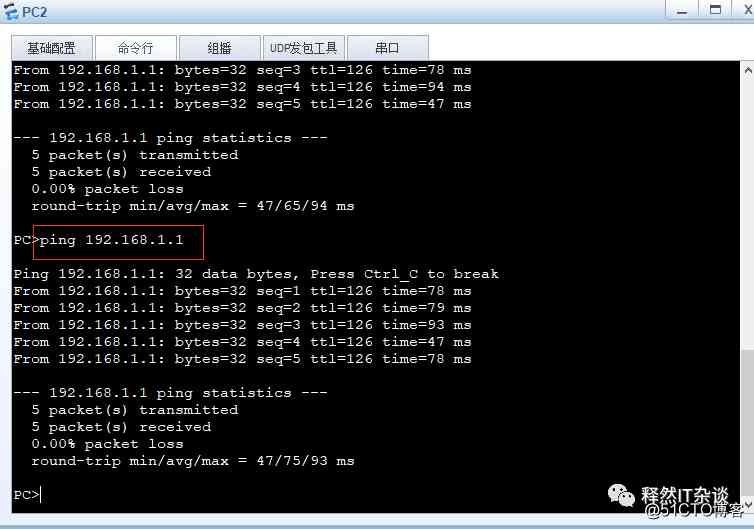 PC2
基础配置 命令行 组播 UDP发包工具 串口
From 192.168.1.1: bytes=32 seq=3 ttl=126 time=78 ms
From 192.168.1.1: bytes=32 seq=4 ttl=126 time=94 ms
From 192.168.1.1: bytes=32 seq=5 ttl=126 time=47 ms
--- 192.168.1.1 ping statistics ---
5 packet(s) transmitted
5 packet(s) received
0.00% packet loss
round-trip min/avg/max = 47/65/94 ms
PC>ping 192.168.1.1
Ping 192.168.1.1: 32 data bytes, Press Ctrl_C to break
From 192.168.1.1: bytes=32 seq=1 ttl=126 time=78 ms
From 192.168.1.1: bytes=32 seq=2 ttl=126 time=79 ms
From 192.168.1.1: bytes=32 seq=3 ttl=126 time=93 ms
From 192.168.1.1: bytes=32 seq=4 ttl=126 time=47 ms
From 192.168.1.1: bytes=32 seq=5 ttl=126 time=78 ms
--- 192.168.1.1 ping statistics ---
5 packet(s) transmitted
5 packet(s) received
0.00% packet loss
round-trip min/avg/max = 47/75/93 ms
PC>
释然IT杂谈
@51CTO博客